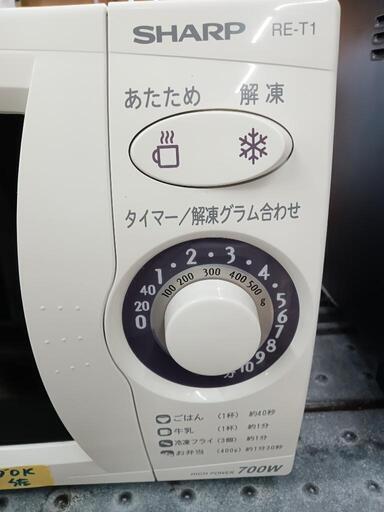 SHARP RE-T1
あたため 解凍
タイマー／解凍グラム合わせ
0 20 40 1 2 3 4 5 6 7 8 9 10 分
100 200 300 400 500 g
ごはん (1杯) 約40秒
牛乳 (1杯) 約1分
冷凍フライ (3個) 約1分
お弁当 (400g) 約1分30秒
HIGH POWER 700W